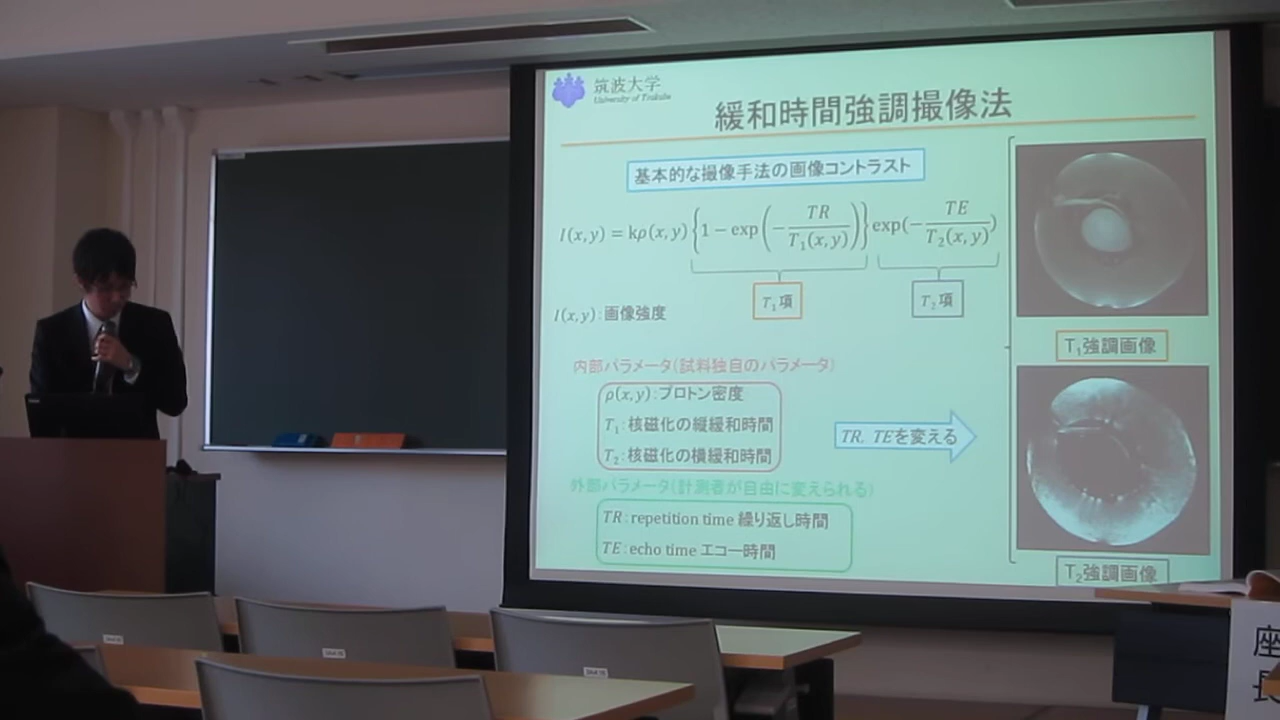 筑波大学
University of Tsukuba
緩和時間強調撮像法
基本的な撮像手法の画像コントラスト
I(x, y) = kρ(x, y) {1 − exp (− TR / T₁(x, y))} exp(− TE / T₂(x, y))
T₁項
T₂項
I(x, y) : 画像強度
内部パラメータ(試料独自のパラメータ)
ρ(x, y) : プロトン密度
T₁ : 核磁化の縦緩和時間
T₂ : 核磁化の横緩和時間
TR, TEを変える
外部パラメータ(計測者が自由に変えられる)
TR : repetition time 繰り返し時間
TE : echo time エコー時間
T₁強調画像
T₂強調画像
座長